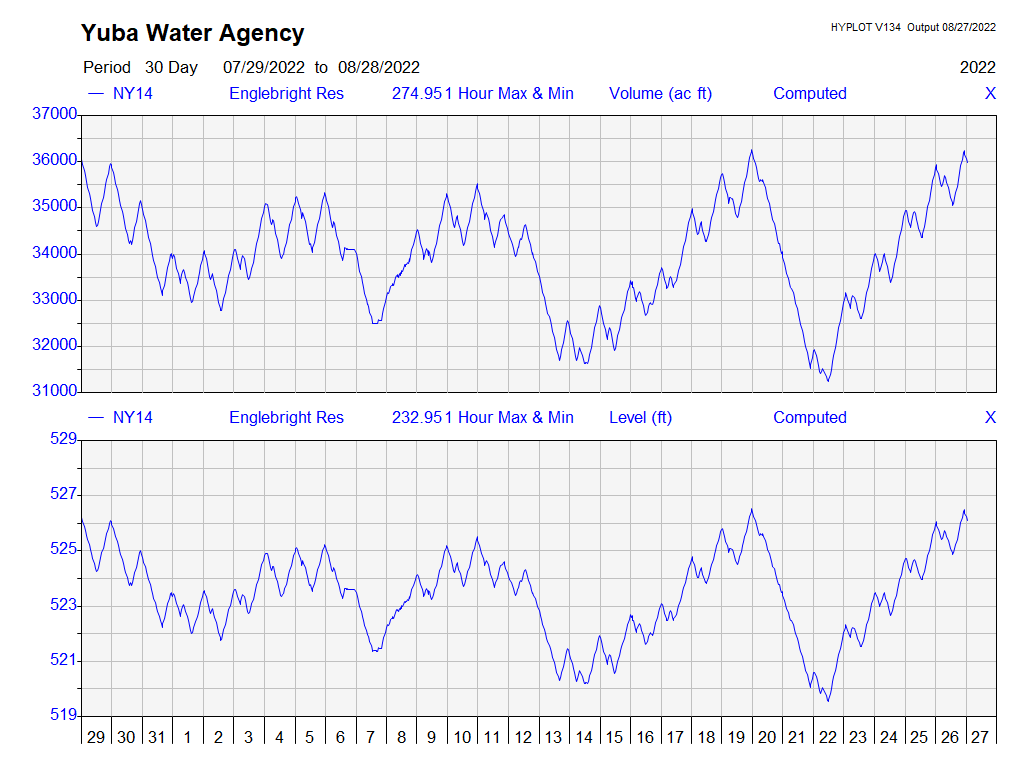 Yuba Water Agency
HYPLOT V134 Output 08/27/2022
Period 30 Day 07/29/2022 to 08/28/2022 2022
NY14 Englebright Res 274.951 Hour Max & Min Volume (ac ft) Computed X
37000
36000
35000
34000
33000
32000
31000
NY14 Englebright Res 232.951 Hour Max & Min Level (ft) Computed X
529
527
525
523
521
519
29 30 31 1 2 3 4 5 6 7 8 9 10 11 12 13 14 15 16 17 18 19 20 21 22 23 24 25 26 27